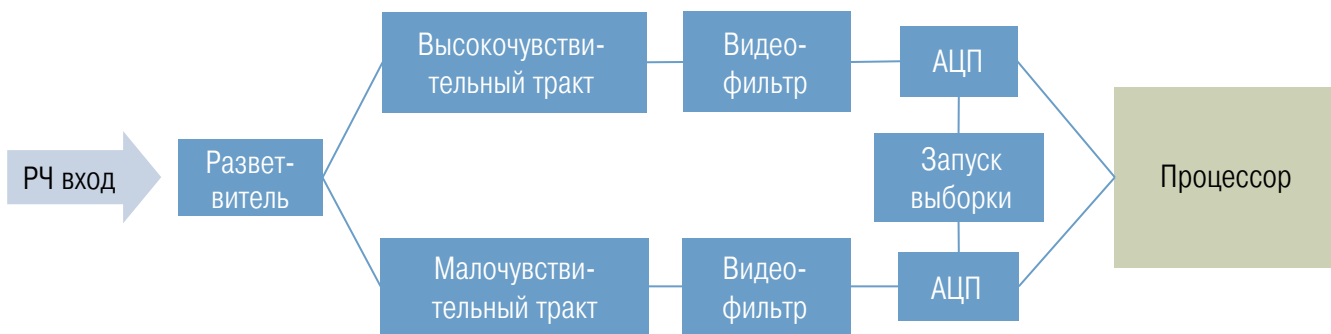 РЧ вход
Развет-
витель
Высокочувстви-
тельный тракт
Видео-
фильтр
АЦП
Запуск
выборки
Малочувстви-
тельный тракт
Видео-
фильтр
АЦП
Процессор